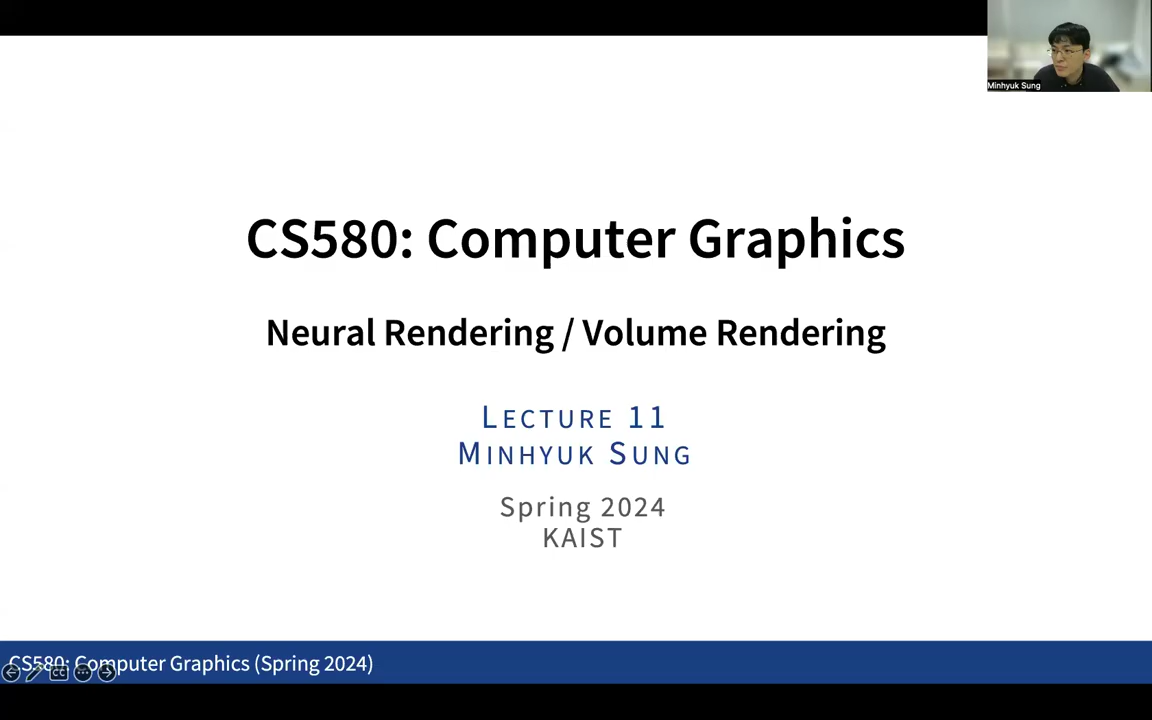 Minhyuk Sung
CS580: Computer Graphics
Neural Rendering / Volume Rendering
LECTURE 11
MINHYUK SUNG
Spring 2024
KAIST
CS580: Computer Graphics (Spring 2024)
CC